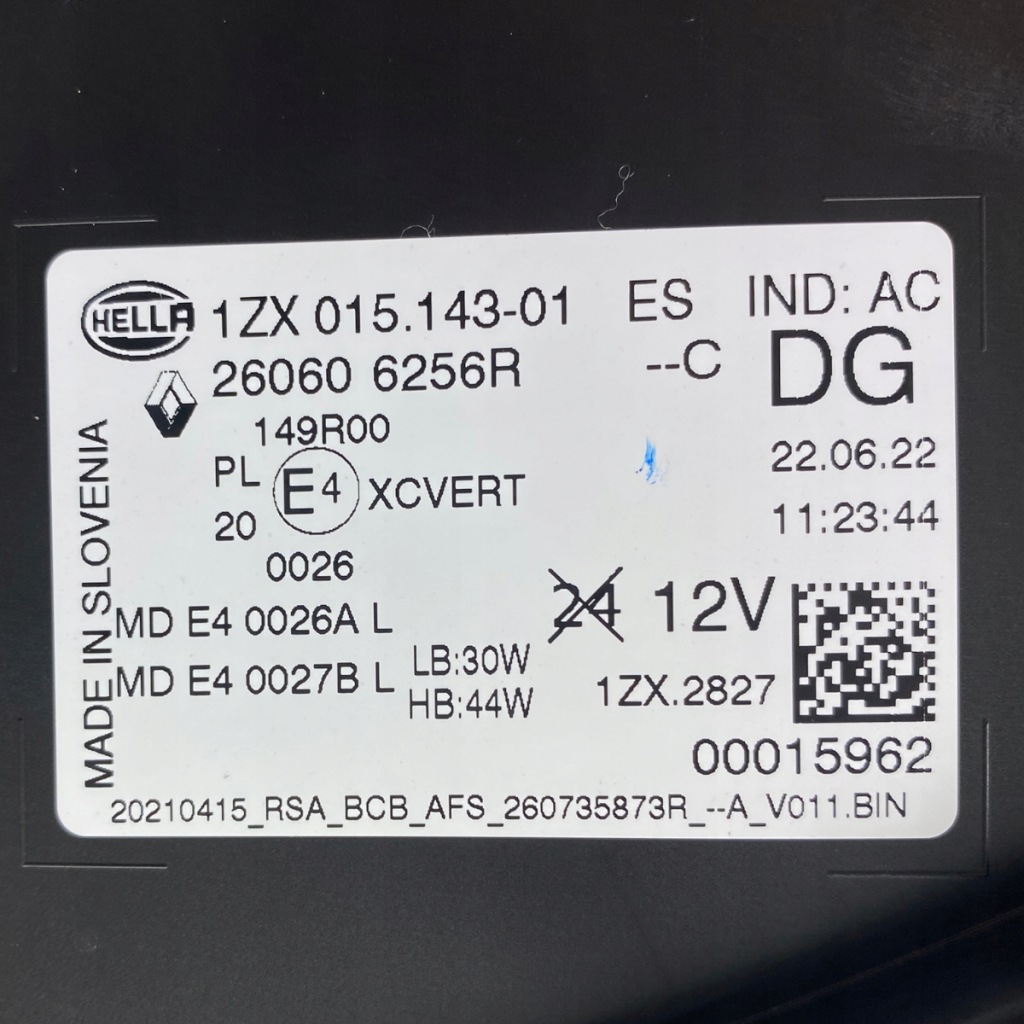 HELLA 1ZX 015.143-01 ES IND: AC
26060 6256R --C DG
149R00
PL E4 XCVERT 22.06.22
20 11:23:44
0026
MADE IN SLOVENIA
MD E4 0026A L 24 12V
MD E4 0027B L LB:30W 1ZX.2827
HB:44W
00015962
20210415_RSA_BCB_AFS_260735873R_--A_V011.BIN